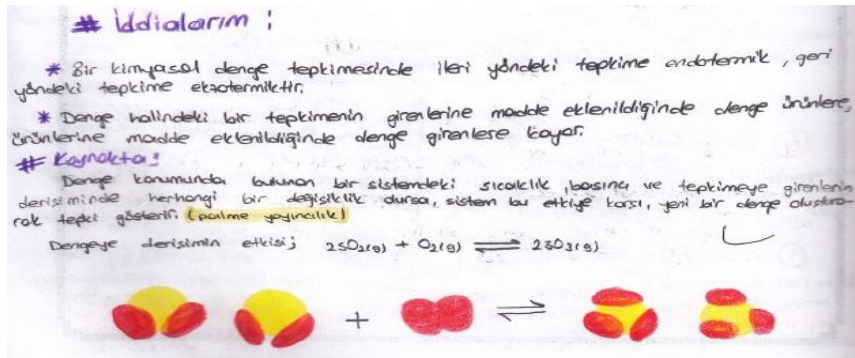 # İddialarım :
* Bir kimyasal denge tepkimesinde ileri yöndeki tepkime endotermik, geri
yöndeki tepkime ekzotermiktir.
* Denge halindeki bir tepkimenin girenlerine madde eklenildiğinde denge ürünlere,
ürünlerine madde eklenildiğinde denge girenlere kayar.
# Kaynakta :
Denge konumunda bulunan bir sistemdeki sıcaklık, basınç ve tepkimeye girenlerin
derişiminde herhangi bir değişiklik olursa, sistem bu etkiye karşı, yeni bir denge oluştura-
rak tepki gösterir. (palme yayıncılık)
Dengeye derişimin etkisi; 2SO2(g) + O2(g) ⇌ 2SO3(g)
+ ⇌